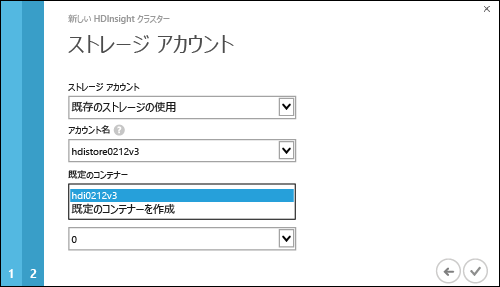 新しい HDInsight クラスター
ストレージ アカウント
ストレージ アカウント
既存のストレージの使用
アカウント名 ?
hdistore0212v3
既定のコンテナー
hdi0212v3
既定のコンテナーを作成
0
1 2